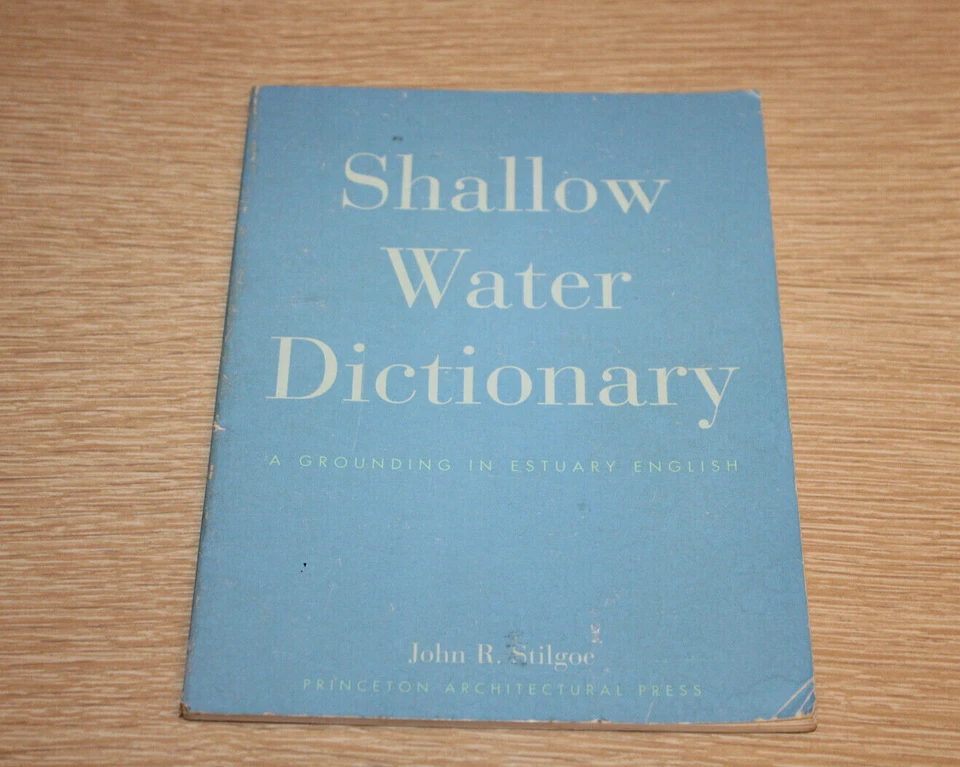 Shallow
Water
Dictionary
A GROUNDING IN ESTUARY ENGLISH
John R. Stilgoe
PRINCETON ARCHITECTURAL PRESS